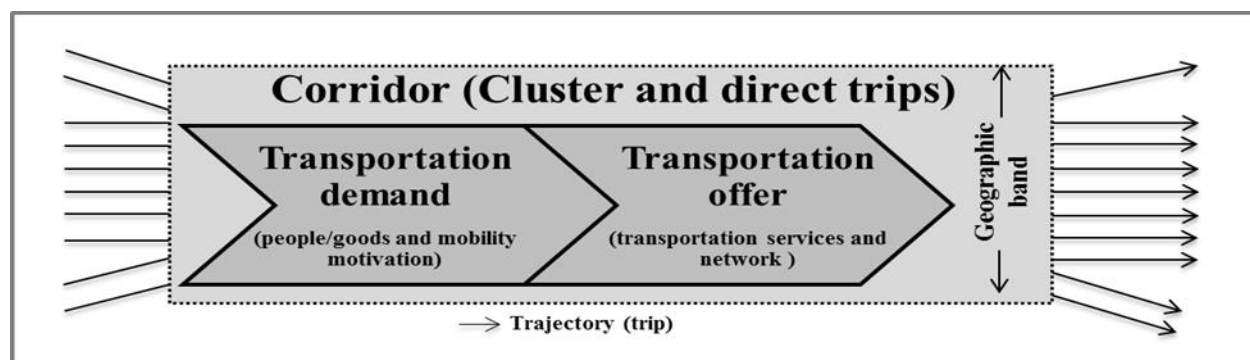 Corridor (Cluster and direct trips)
Transportation
demand
(people/goods and mobility
motivation)
Transportation
offer
(transportation services and
network )
Geographic
band
Trajectory (trip)